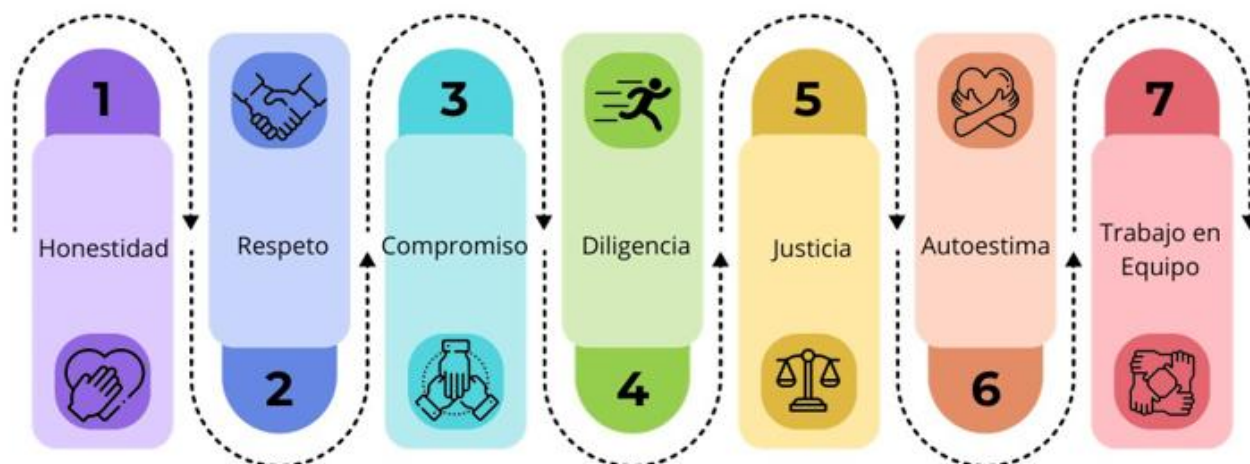 1
Honestidad
Respeto
2
3
Compromiso
Diligencia
4
5
Justicia
Autoestima
6
7
Trabajo en
Equipo